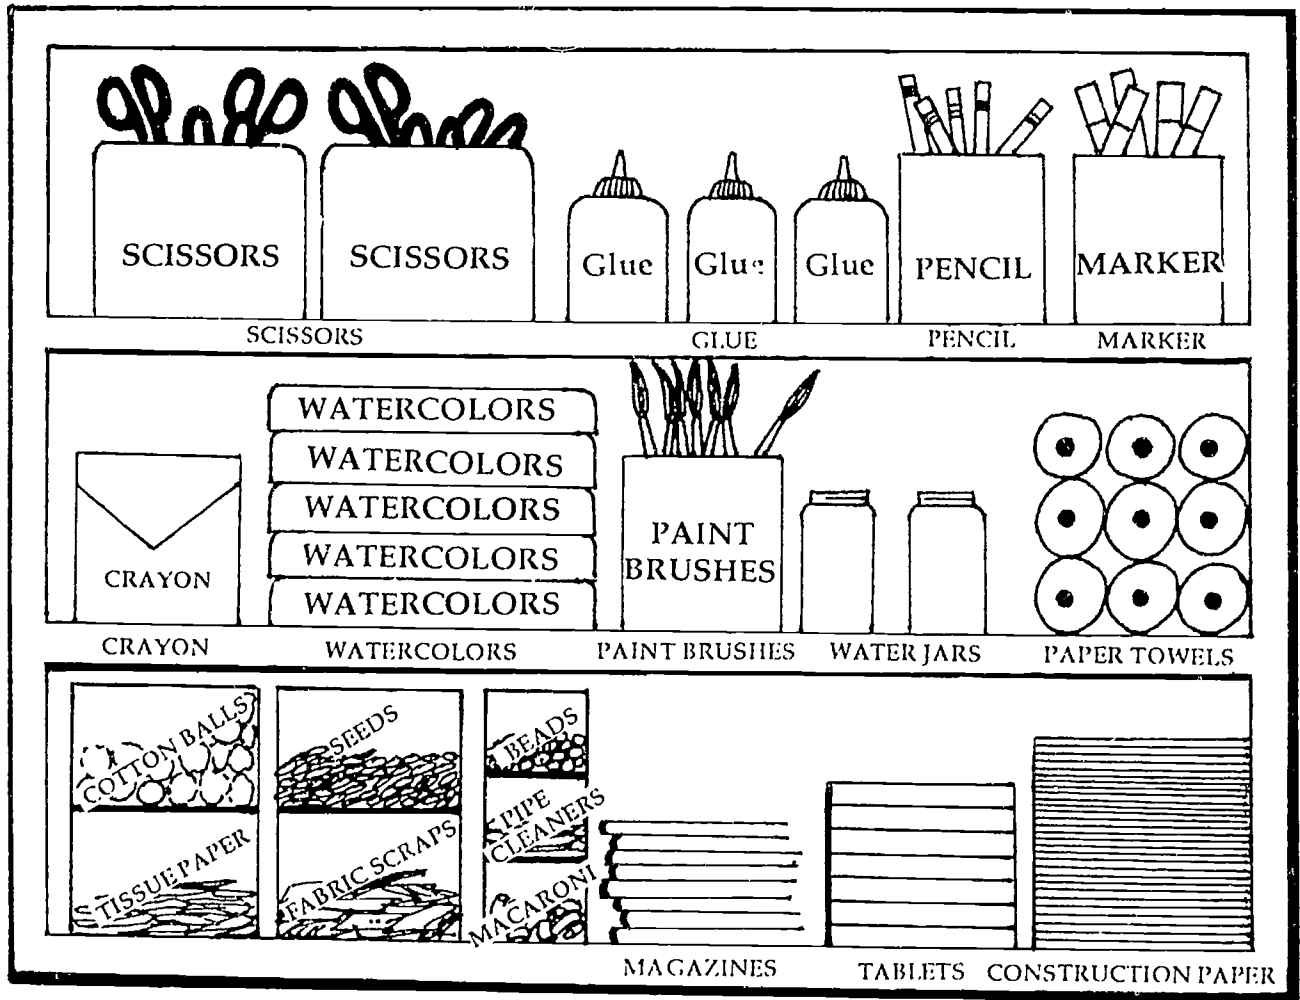 SCISSORS
SCISSORS
Glue
Glue
Glue
PENCIL
MARKER
SCISSORS
GLUE
PENCIL
MARKER
WATERCOLORS
WATERCOLORS
WATERCOLORS
WATERCOLORS
WATERCOLORS
PAINT
BRUSHES
CRAYON
CRAYON
WATERCOLORS
PAINT BRUSHES
WATER JARS
PAPER TOWELS
COTTON BALLS
SEEDS
BEADS
PIPE
CLEANERS
TISSUE PAPER
FABRIC SCRAPS
MACARONI
MAGAZINES
TABLETS
CONSTRUCTION PAPER